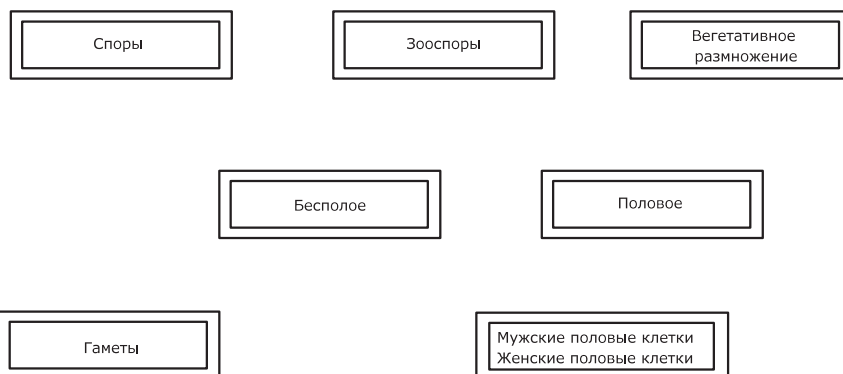 Споры
Зооспоры
Вегетативное
размножение
Бесполое
Половое
Гаметы
Мужские половые клетки
Женские половые клетки